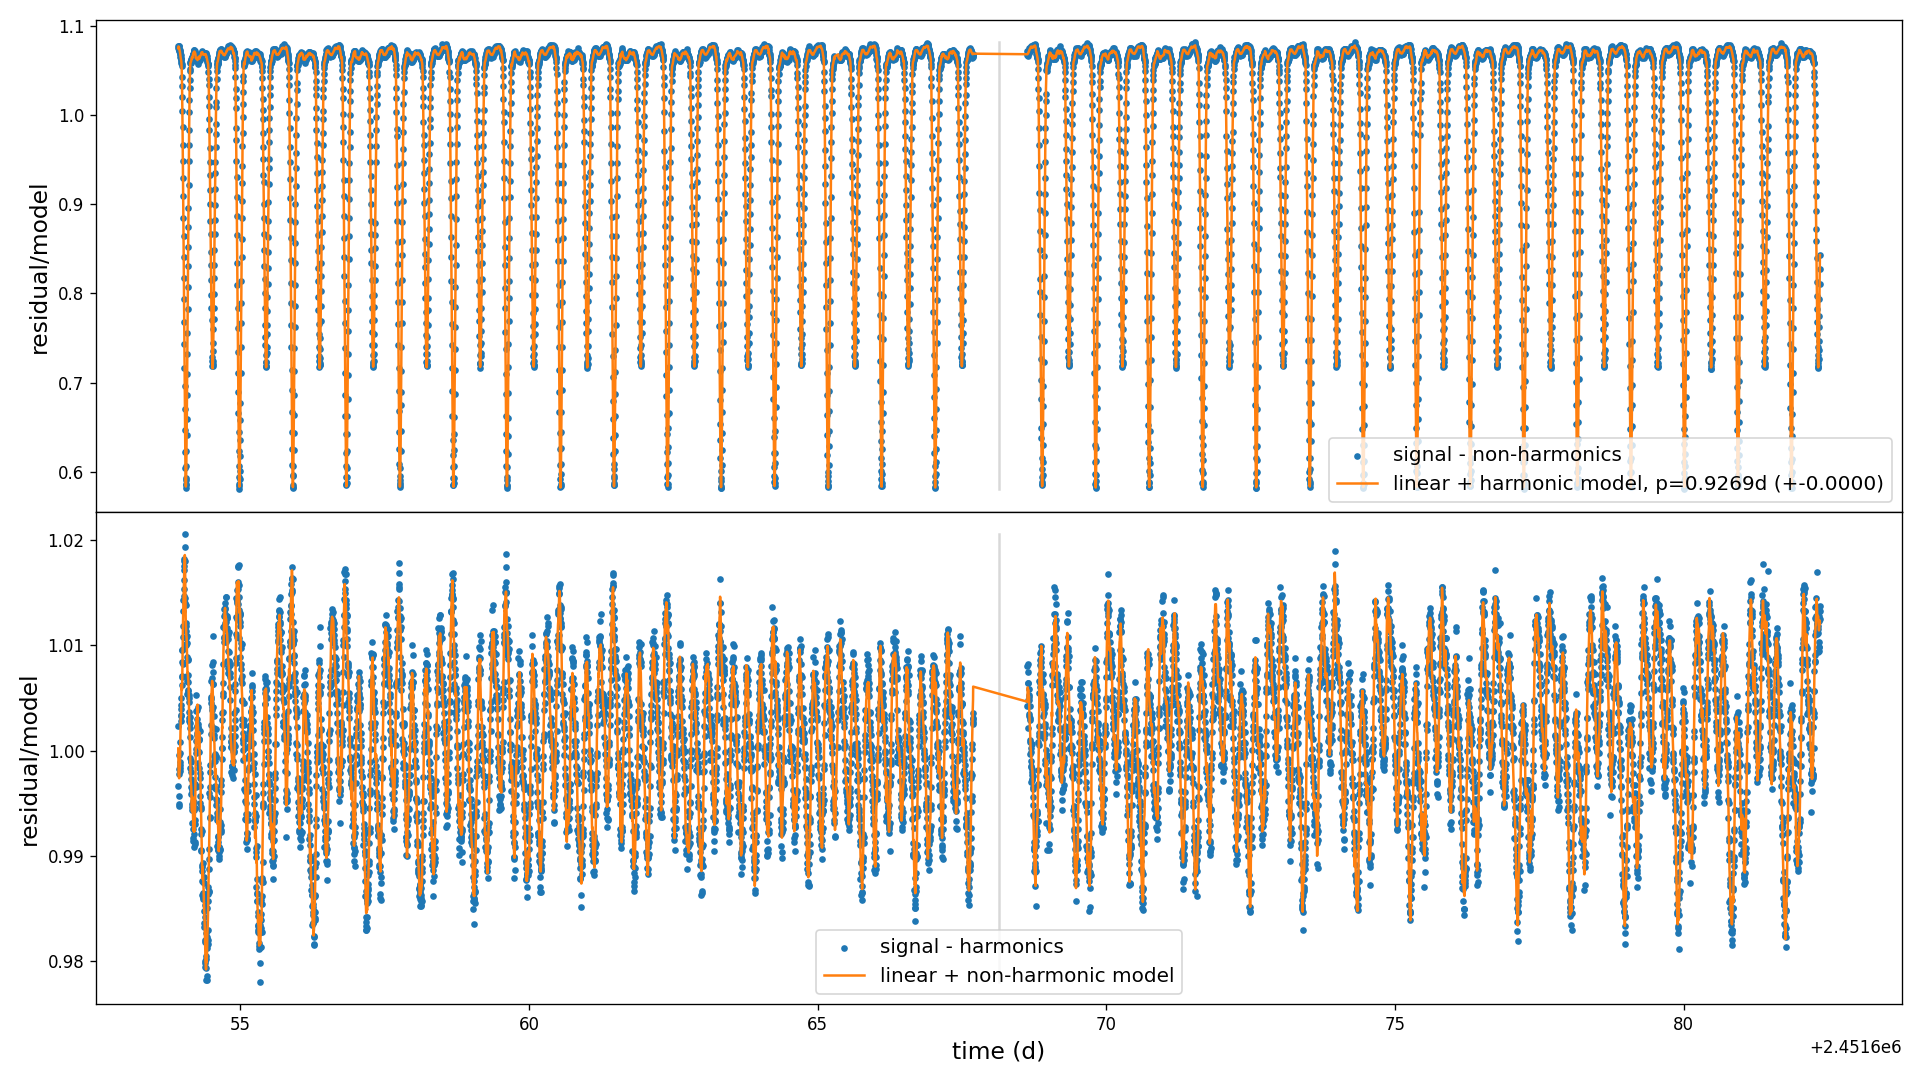 1.1
1.0
0.9
0.8
0.7
0.6
residual/model
signal - non-harmonics
linear + harmonic model, p=0.9269d (+-0.0000)
1.02
1.01
1.00
0.99
0.98
residual/model
signal - harmonics
linear + non-harmonic model
55
60
65
70
75
80
time (d)
+2.4516e6